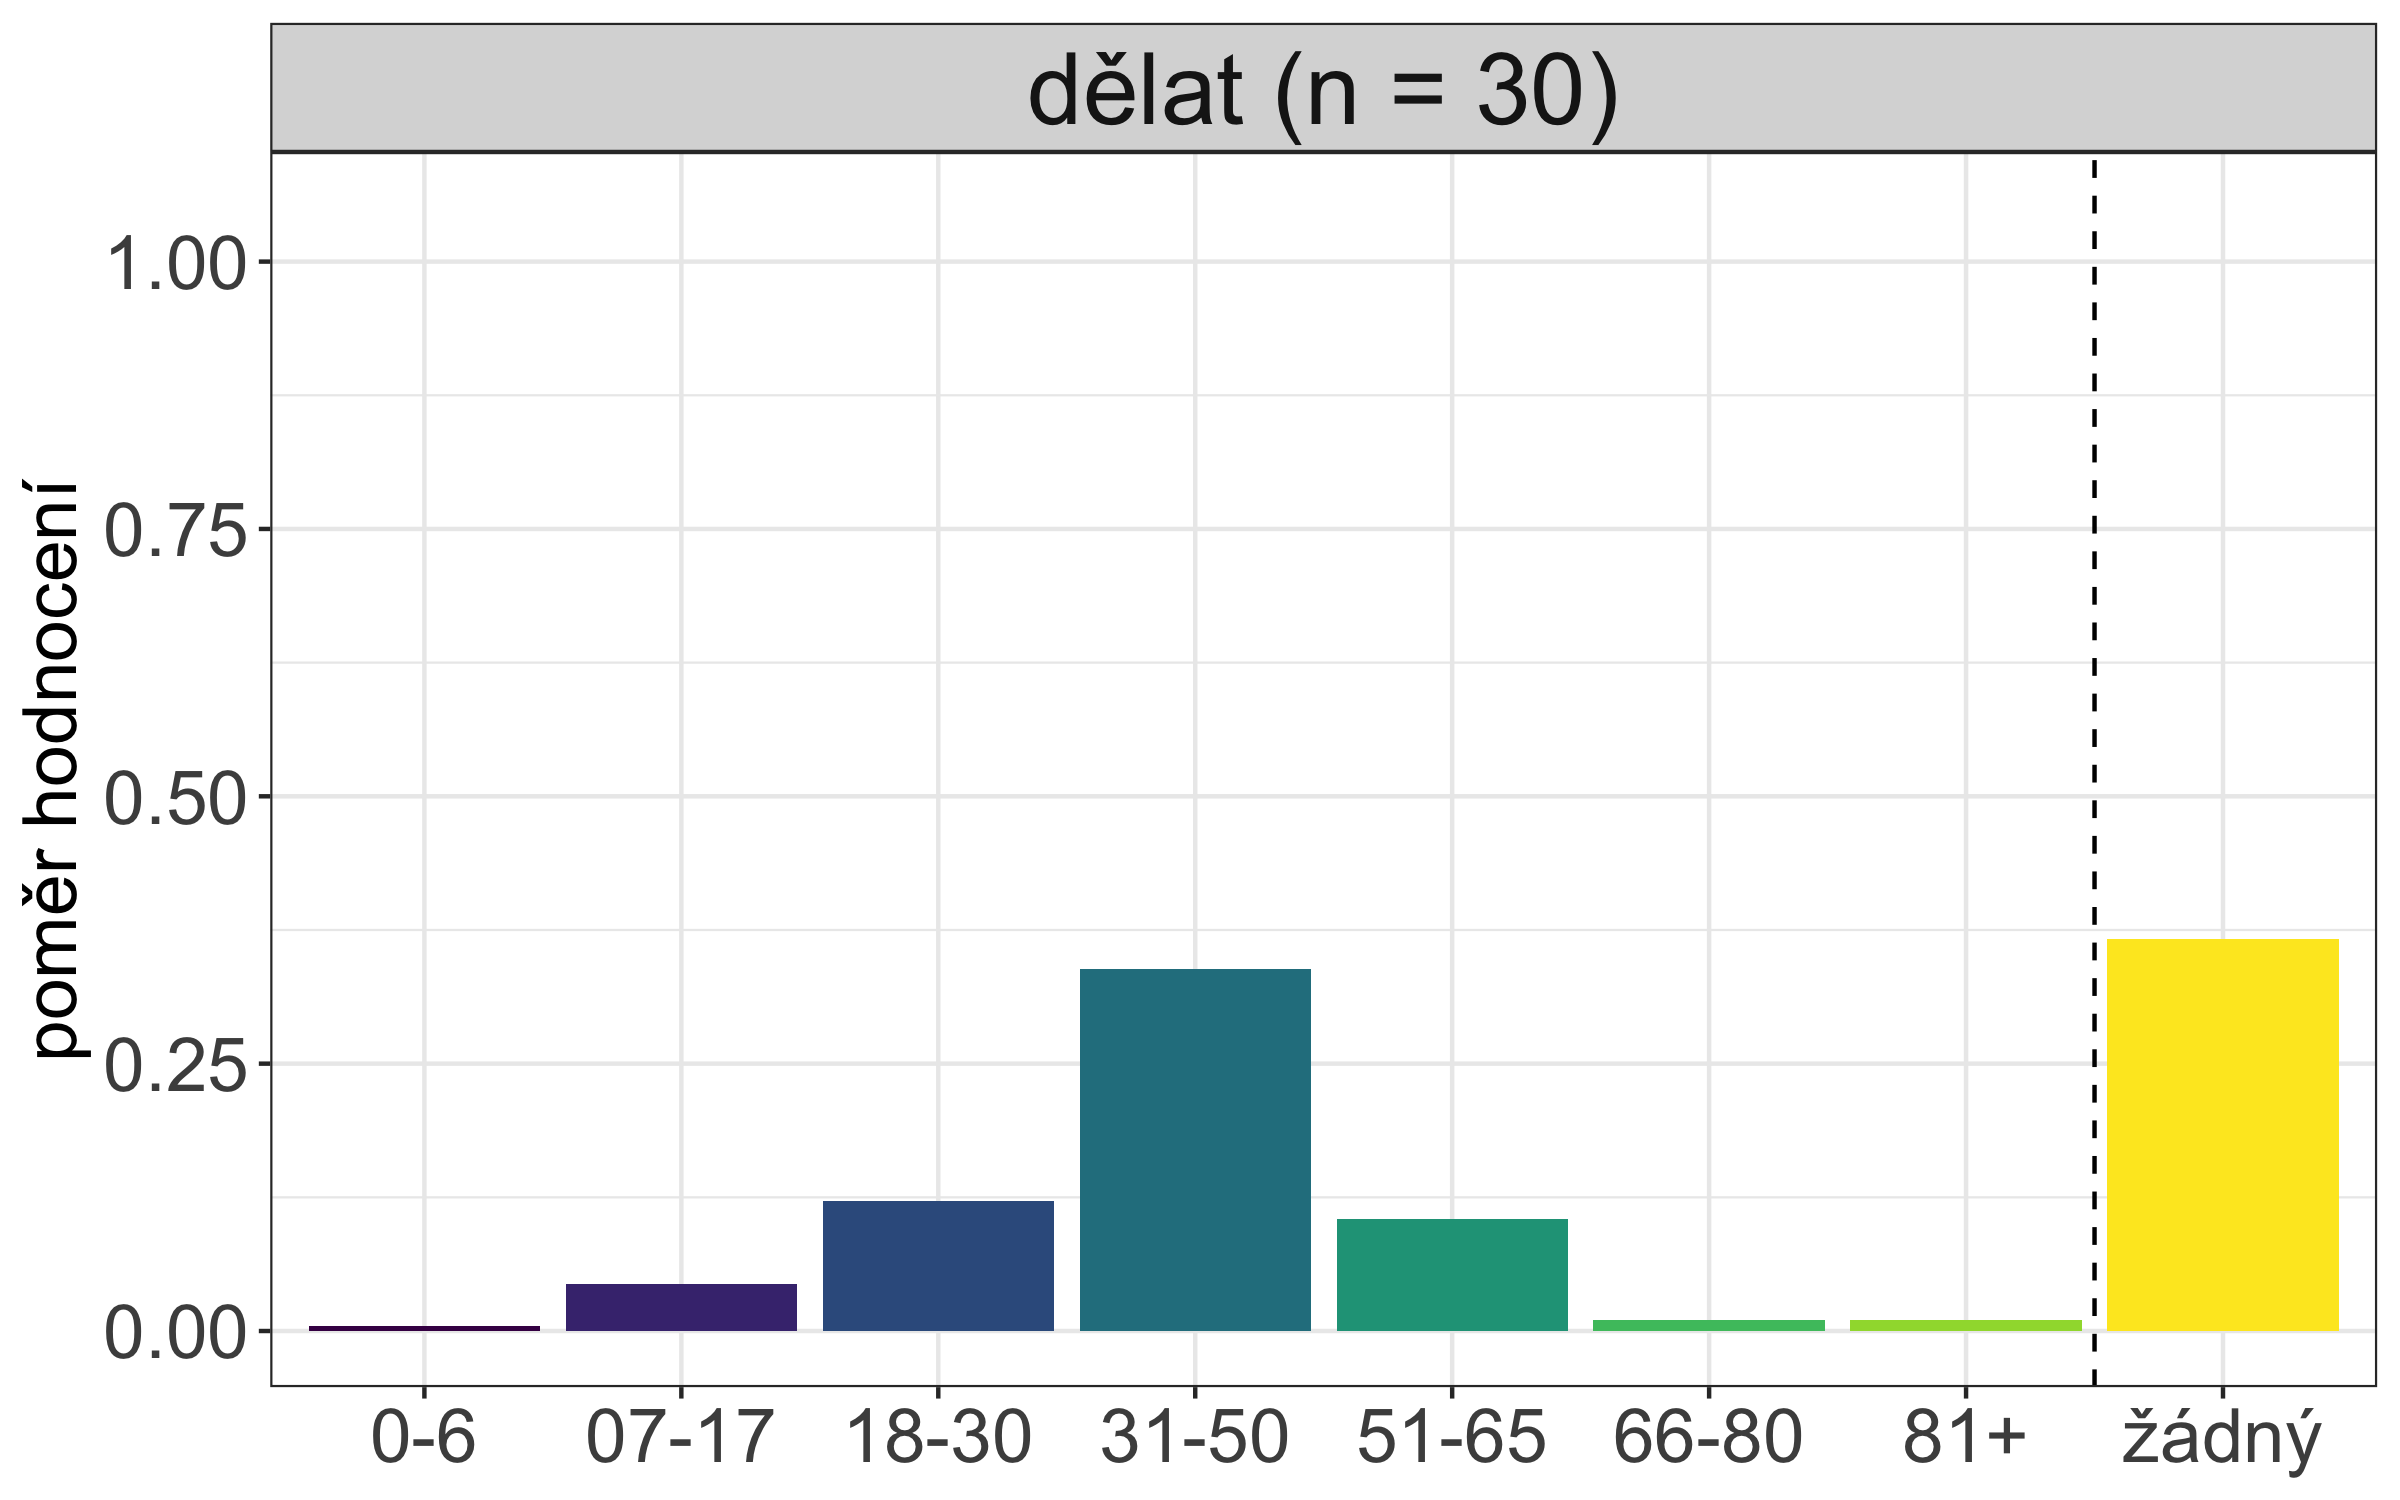 dělat (n = 30)
poměr hodnocení
1.00
0.75
0.50
0.25
0.00
0-6 07-17 18-30 31-50 51-65 66-80 81+ žádný